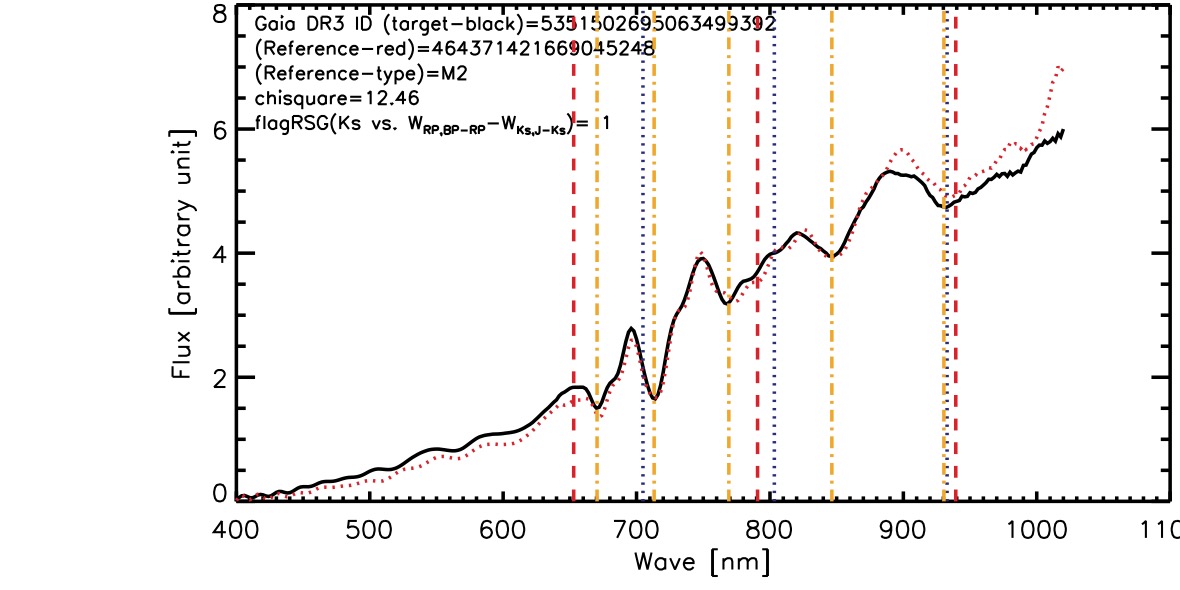 8
Gaia DR3 ID (target-black)=5351502695063499392
(Reference-red)=464371421669045248
(Reference-type)=M2
chisquare=12.46
flagRSG(Ks vs. WRP,BP-RP-WKs,J-Ks)= 1
6
4
2
0
Flux [arbitrary unit]
400 500 600 700 800 900 1000 110
Wave [nm]